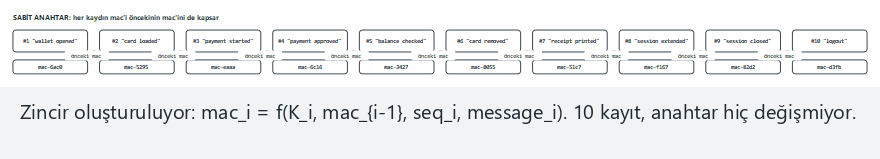 SABİT ANAHTAR: her kaydın mac'i öncekinin mac'ini de kapsar
#1 "wallet opened" #2 "card loaded" #3 "payment started" #4 "payment approved" #5 "balance checked" #6 "card removed" #7 "receipt printed" #8 "session extended" #9 "session closed" #10 "logout"
önceki mac önceki mac önceki mac önceki mac önceki mac önceki mac önceki mac önceki mac önceki mac
mac-6ac0 mac-5295 mac-eaaa mac-6c16 mac-3427 mac-0055 mac-51c7 mac-f167 mac-82d2 mac-d3fb
Zincir oluşturuluyor: mac_i = f(K_i, mac_{i-1}, seq_i, message_i). 10 kayıt, anahtar hiç değişmiyor.